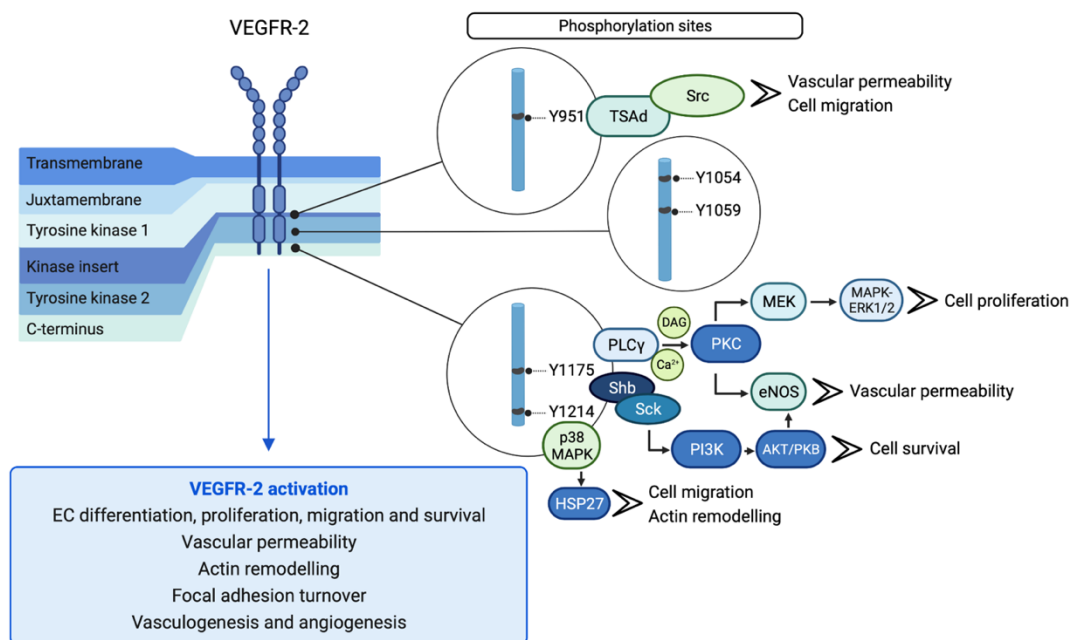 VEGFR-2
Phosphorylation sites
Transmembrane
Juxtamembrane
Tyrosine kinase 1
Kinase insert
Tyrosine kinase 2
C-terminus
Y951
TSAd
Src
Vascular permeability
Cell migration
Y1054
Y1059
Y1175
Y1214
PLCγ
DAG
Ca²⁺
PKC
MEK
MAPK-
ERK1/2
Cell proliferation
Shb
Sck
eNOS
Vascular permeability
PI3K
AKT/PKB
Cell survival
p38
MAPK
HSP27
Cell migration
Actin remodelling
VEGFR-2 activation
EC differentiation, proliferation, migration and survival
Vascular permeability
Actin remodelling
Focal adhesion turnover
Vasculogenesis and angiogenesis